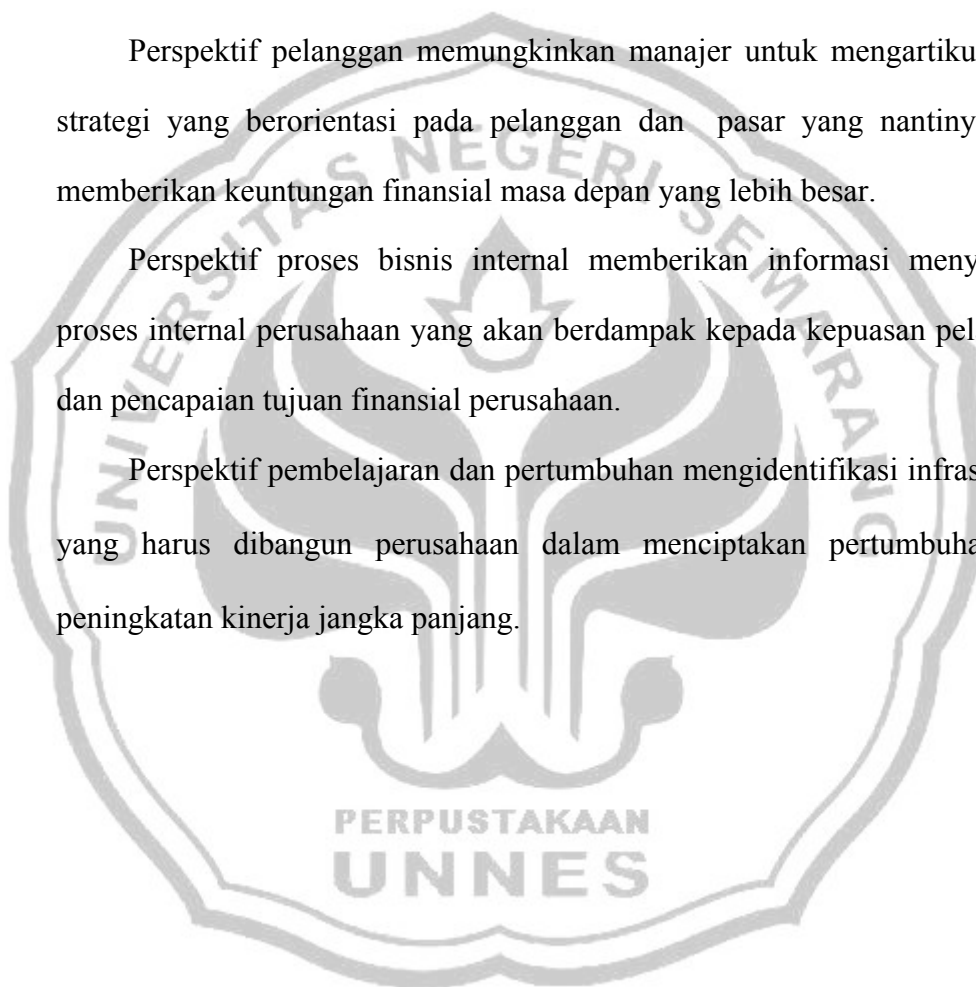 Perspektif pelanggan memungkinkan manajer untuk mengartiku
strategi yang berorientasi pada pelanggan dan pasar yang nantiny
memberikan keuntungan finansial masa depan yang lebih besar.
Perspektif proses bisnis internal memberikan informasi meny
proses internal perusahaan yang akan berdampak kepada kepuasan pel
dan pencapaian tujuan finansial perusahaan.
Perspektif pembelajaran dan pertumbuhan mengidentifikasi infras
yang harus dibangun perusahaan dalam menciptakan pertumbuha
peningkatan kinerja jangka panjang.
UNIVERSITAS NEGERI SEMARANG
PERPUSTAKAAN
UNNES